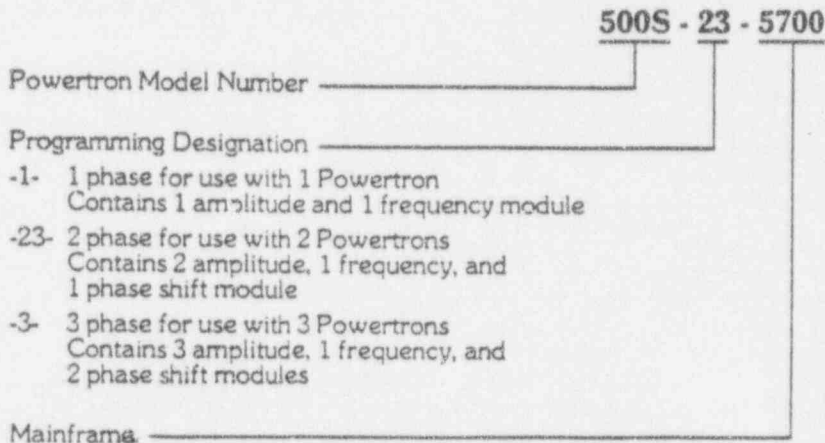 500S - 23 - 5700
Powertron Model Number
Programming Designation
-1- 1 phase for use with 1 Powertron
Contains 1 amplitude and 1 frequency module
-23- 2 phase for use with 2 Powertrons
Contains 2 amplitude, 1 frequency, and
1 phase shift module
-3- 3 phase for use with 3 Powertrons
Contains 3 amplitude, 1 frequency, and
2 phase shift modules
Mainframe